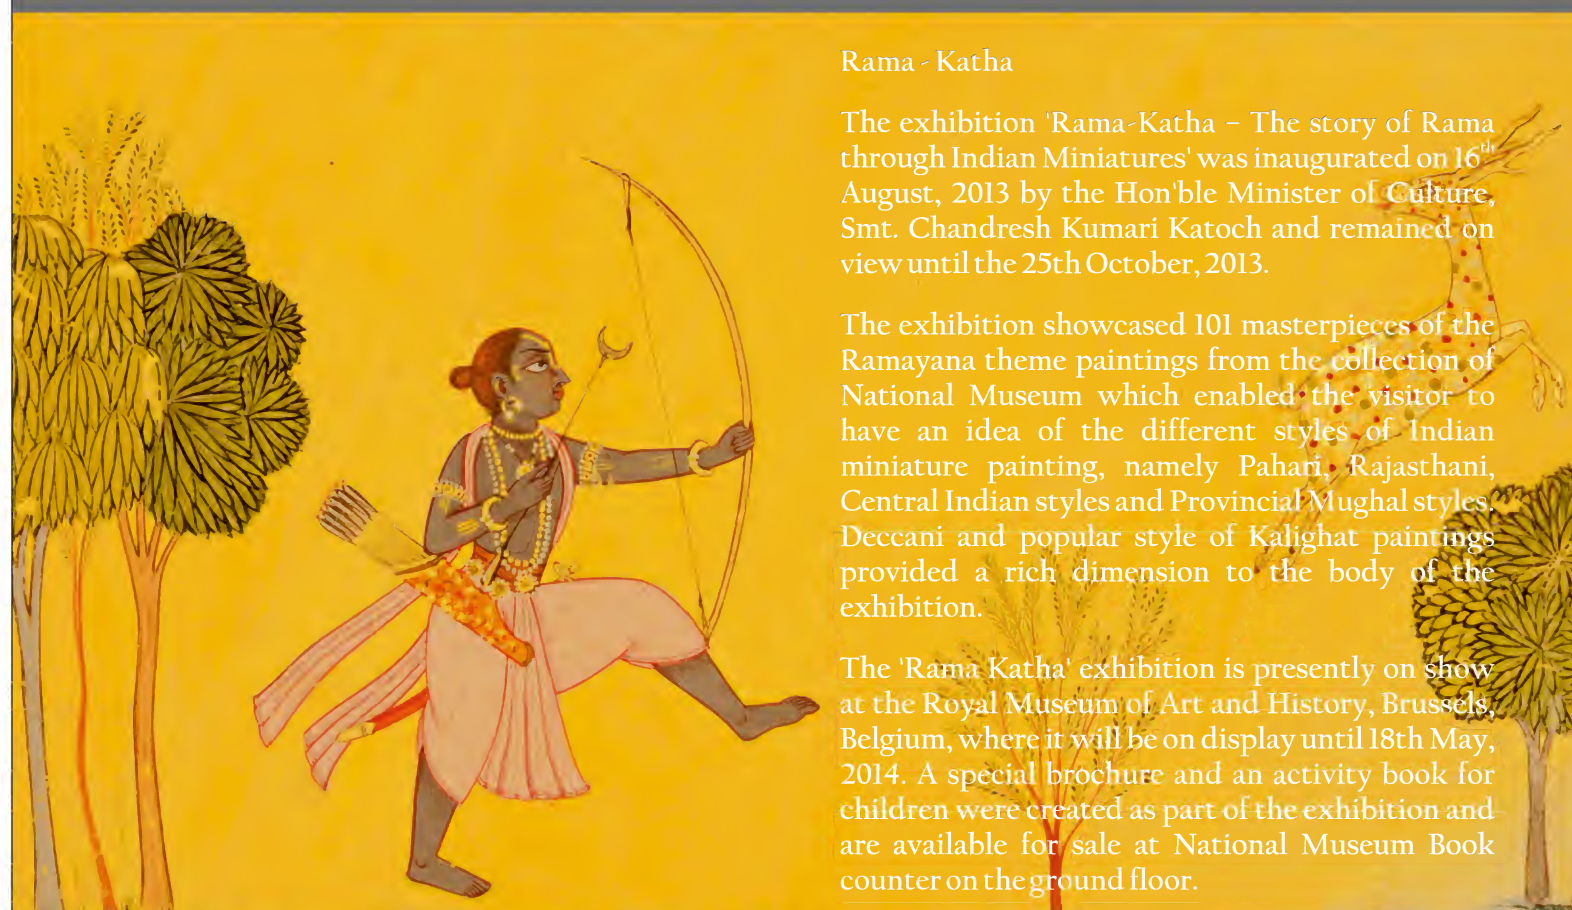 Rama - Katha
The exhibition 'Rama-Katha – The story of Rama
through Indian Miniatures' was inaugurated on 16th
August, 2013 by the Hon'ble Minister of Culture,
Smt. Chandresh Kumari Katoch and remained on
view until the 25th October, 2013.
The exhibition showcased 101 masterpieces of the
Ramayana theme paintings from the collection of
National Museum which enabled the visitor to
have an idea of the different styles of Indian
miniature painting, namely Pahari, Rajasthani,
Central Indian styles and Provincial Mughal styles.
Deccani and popular style of Kalighat paintings
provided a rich dimension to the body of the
exhibition.
The 'Rama Katha' exhibition is presently on show
at the Royal Museum of Art and History, Brussels,
Belgium, where it will be on display until 18th May,
2014. A special brochure and an activity book for
children were created as part of the exhibition and
are available for sale at National Museum Book
counter on the ground floor.